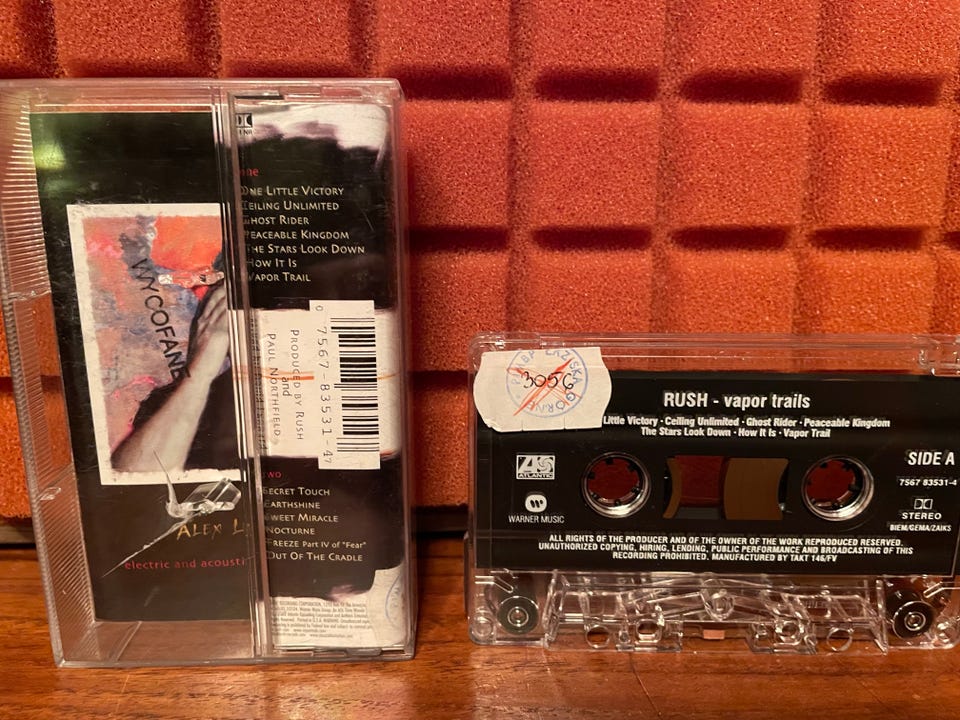 WYCOFANE
ALEX L
electric and acousti
ne
ONE LITTLE VICTORY
CEILING UNLIMITED
GHOST RIDER
PEACEABLE KINGDOM
THE STARS LOOK DOWN
HOW IT IS
VAPOR TRAIL
PRODUCED BY RUSH
and
PAUL NORTHFIELD
0 7567-83531-4 7
TWO
SECRET TOUCH
EARTHSHINE
SWEET MIRACLE
NOCTURNE
FREEZE Part IV of "Fear"
OUT OF THE CRADLE
3056
RUSH - vapor trails
Little Victory · Ceiling Unlimited · Ghost Rider · Peaceable Kingdom
The Stars Look Down · How It Is · Vapor Trail
SIDE A
7567 83531-4
ATLANTIC
WARNER MUSIC
STEREO
BIEM/GEMA/ZAIKS
ALL RIGHTS OF THE PRODUCER AND OF THE OWNER OF THE WORK REPRODUCED RESERVED.
UNAUTHORIZED COPYING, HIRING, LENDING, PUBLIC PERFORMANCE AND BROADCASTING OF THIS
RECORDING PROHIBITED. MANUFACTURED BY TAKT 146/FV